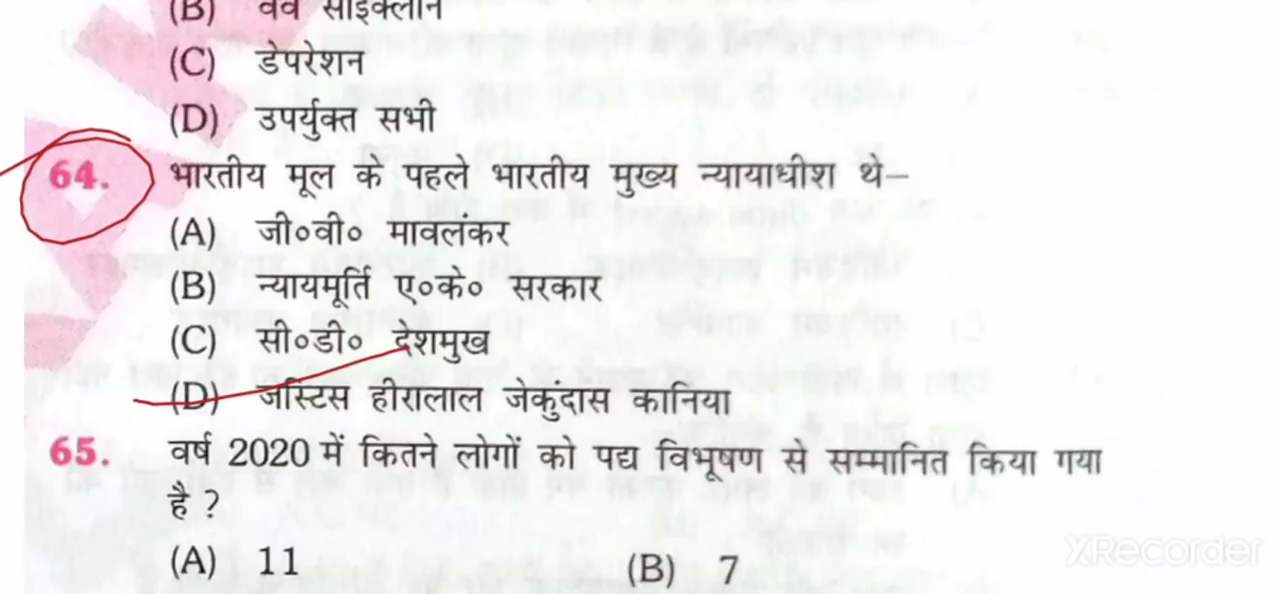 (B) वेव साइक्लोन
(C) डेपरेशन
(D) उपर्युक्त सभी
64. भारतीय मूल के पहले भारतीय मुख्य न्यायाधीश थे–
(A) जी०वी० मावलंकर
(B) न्यायमूर्ति ए०के० सरकार
(C) सी०डी० देशमुख
(D) जस्टिस हीरालाल जेकुंदास कानिया
65. वर्ष 2020 में कितने लोगों को पद्य विभूषण से सम्मानित किया गया
है ?
(A) 11 (B) 7
XRecorder